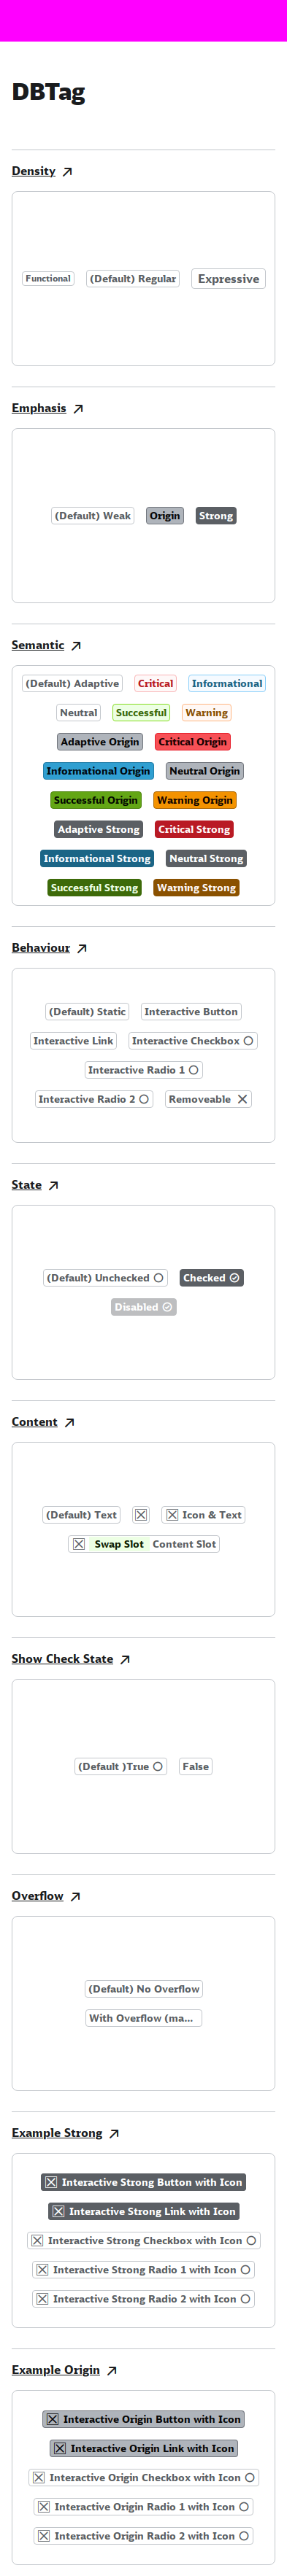 DBTag
Density
Functional (Default) Regular Expressive
Emphasis
(Default) Weak Origin Strong
Semantic
(Default) Adaptive Critical Informational
Neutral Successful Warning
Adaptive Origin Critical Origin
Informational Origin Neutral Origin
Successful Origin Warning Origin
Adaptive Strong Critical Strong
Informational Strong Neutral Strong
Successful Strong Warning Strong
Behaviour
(Default) Static Interactive Button
Interactive Link Interactive Checkbox
Interactive Radio 1
Interactive Radio 2 Removeable
State
(Default) Unchecked Checked
Disabled
Content
(Default) Text Icon & Text
Swap Slot Content Slot
Show Check State
(Default )True False
Overflow
(Default) No Overflow
With Overflow (ma...
Example Strong
Interactive Strong Button with Icon
Interactive Strong Link with Icon
Interactive Strong Checkbox with Icon
Interactive Strong Radio 1 with Icon
Interactive Strong Radio 2 with Icon
Example Origin
Interactive Origin Button with Icon
Interactive Origin Link with Icon
Interactive Origin Checkbox with Icon
Interactive Origin Radio 1 with Icon
Interactive Origin Radio 2 with Icon